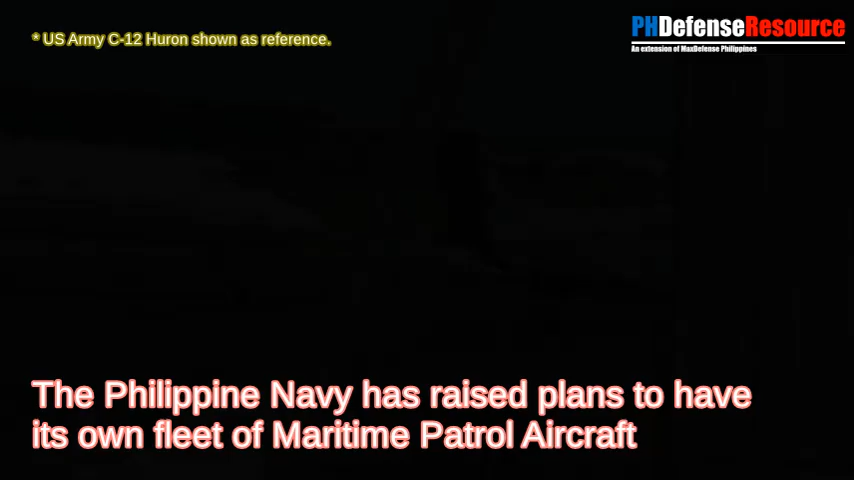 * US Army C-12 Huron shown as reference.
PHDefenseResource
An extension of MaxDefense Philippines
The Philippine Navy has raised plans to have
its own fleet of Maritime Patrol Aircraft